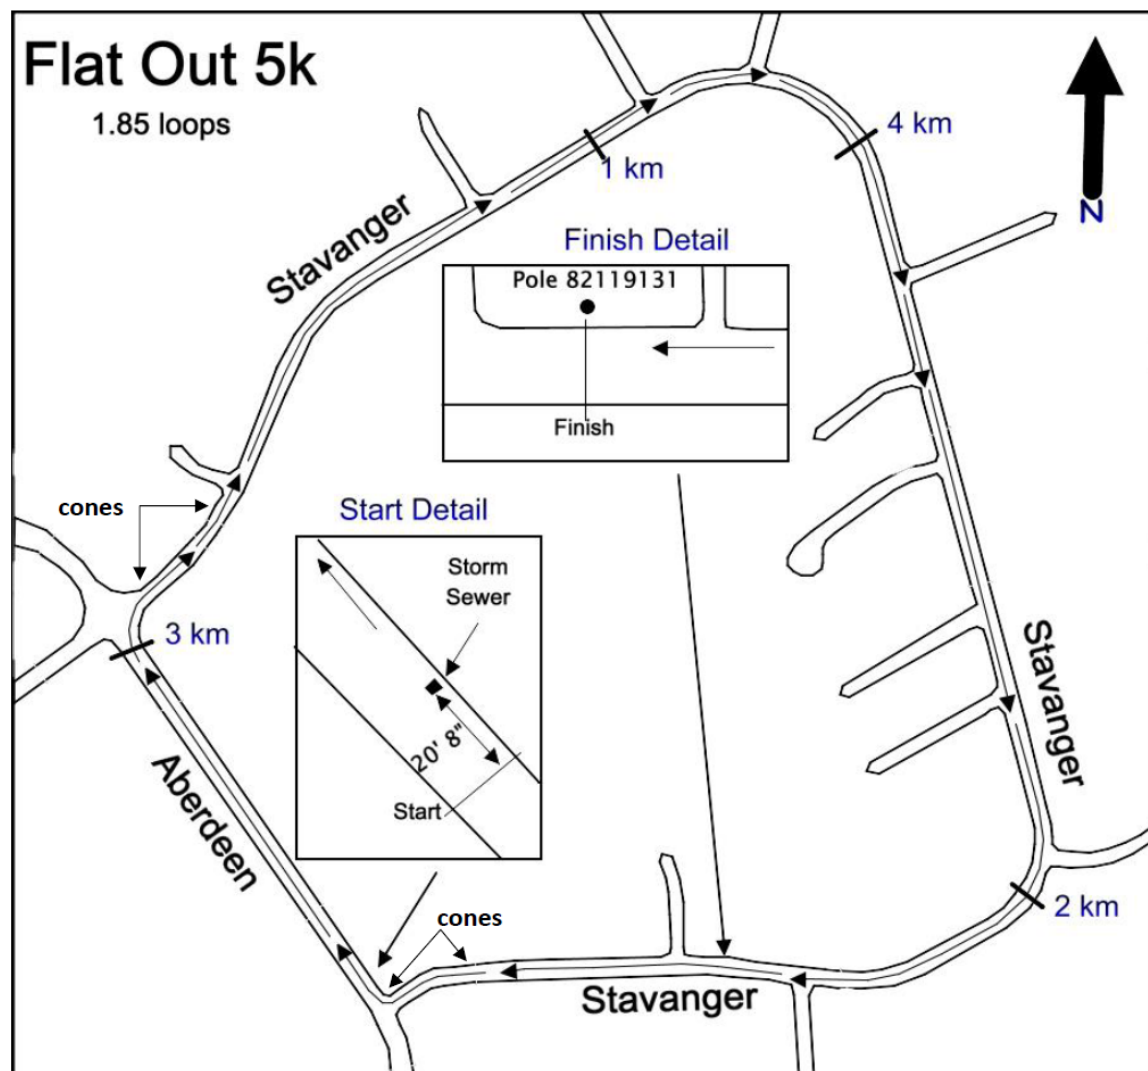 Flat Out 5k
1.85 loops
4 km
1 km
N
Stavanger
Finish Detail
Pole 82119131
Finish
cones
Start Detail
Storm
Sewer
3 km
20' 8"
Start
Stavanger
Aberdeen
cones
2 km
Stavanger